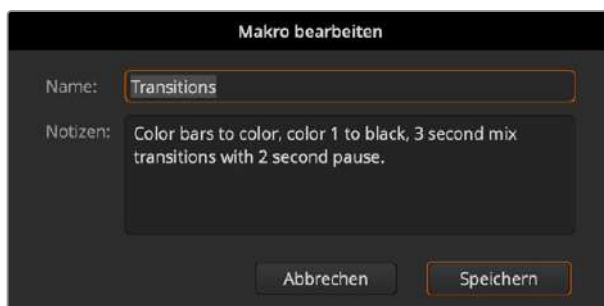 Makro bearbeiten
Name: Transitions
Notizen: Color bars to color, color 1 to black, 3 second mix
transitions with 2 second pause.
Abbrechen Speichern